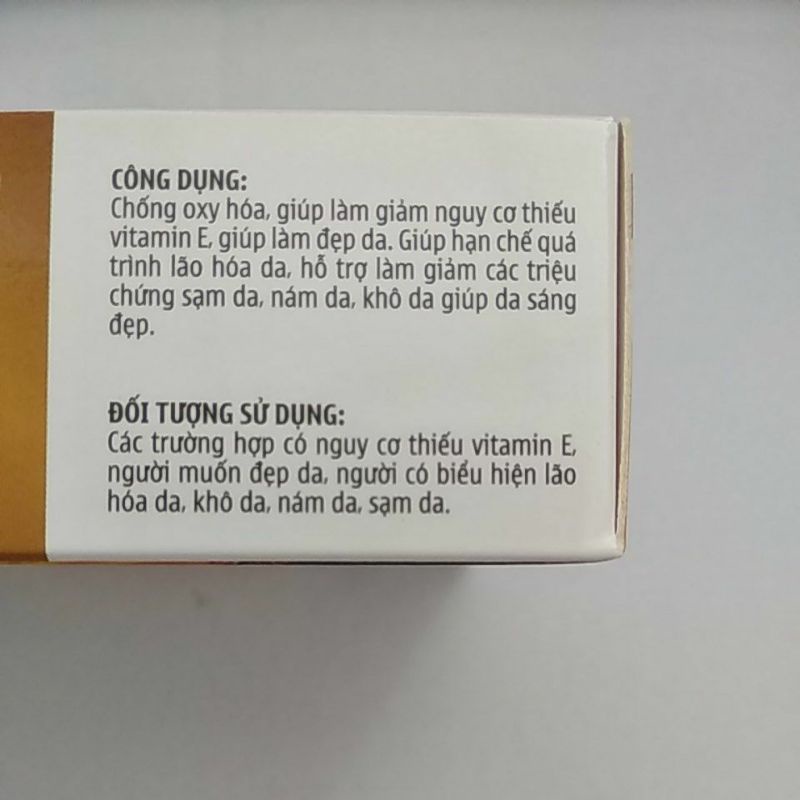 CÔNG DỤNG:
Chống oxy hóa, giúp làm giảm nguy cơ thiếu
vitamin E, giúp làm đẹp da. Giúp hạn chế quá
trình lão hóa da, hỗ trợ làm giảm các triệu
chứng sạm da, nám da, khô da giúp da sáng
đẹp.
ĐỐI TƯỢNG SỬ DỤNG:
Các trường hợp có nguy cơ thiếu vitamin E,
người muốn đẹp da, người có biểu hiện lão
hóa da, khô da, nám da, sạm da.